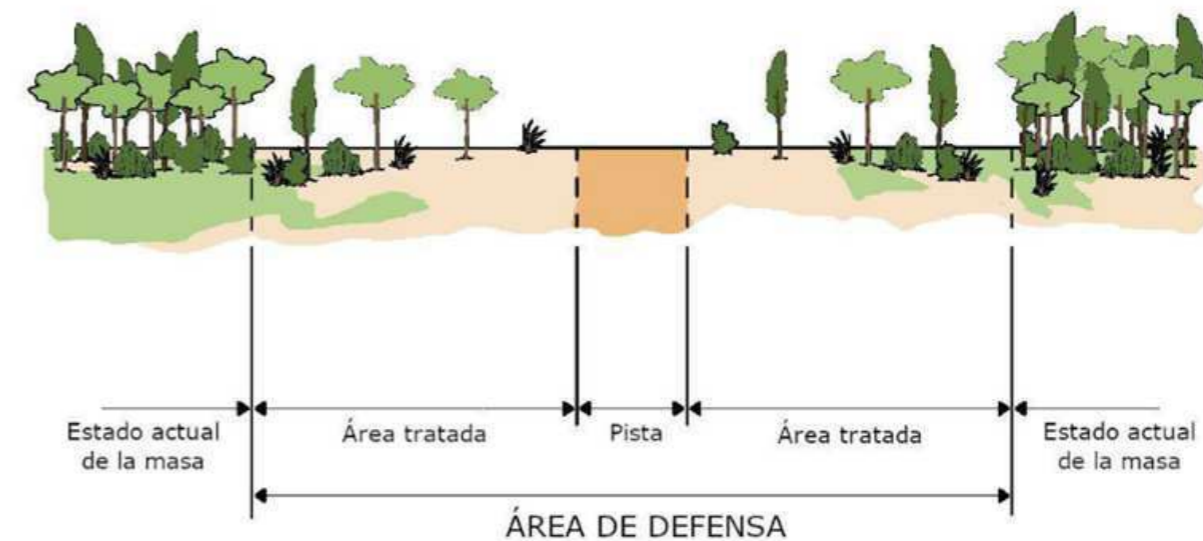 Estado actual
de la masa
Área tratada
Pista
Área tratada
Estado actual
de la masa
ÁREA DE DEFENSA